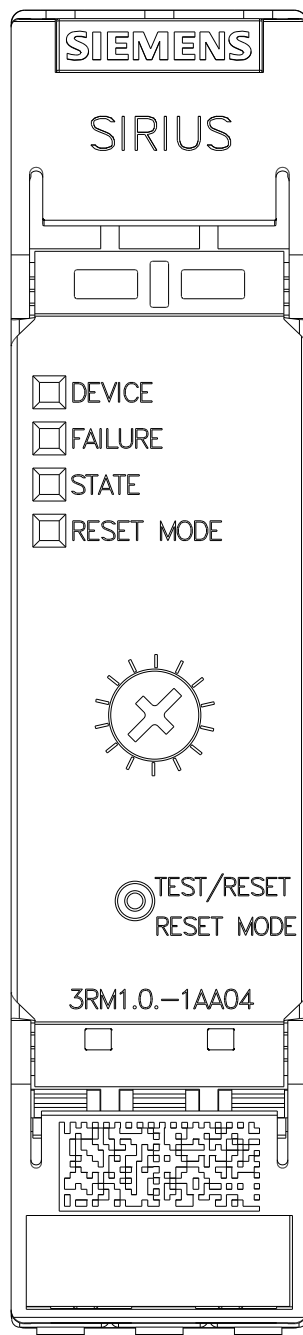 SIEMENS
SIRIUS
DEVICE
FAILURE
STATE
RESET MODE
TEST/RESET
RESET MODE
3RM1.0.-1AA04